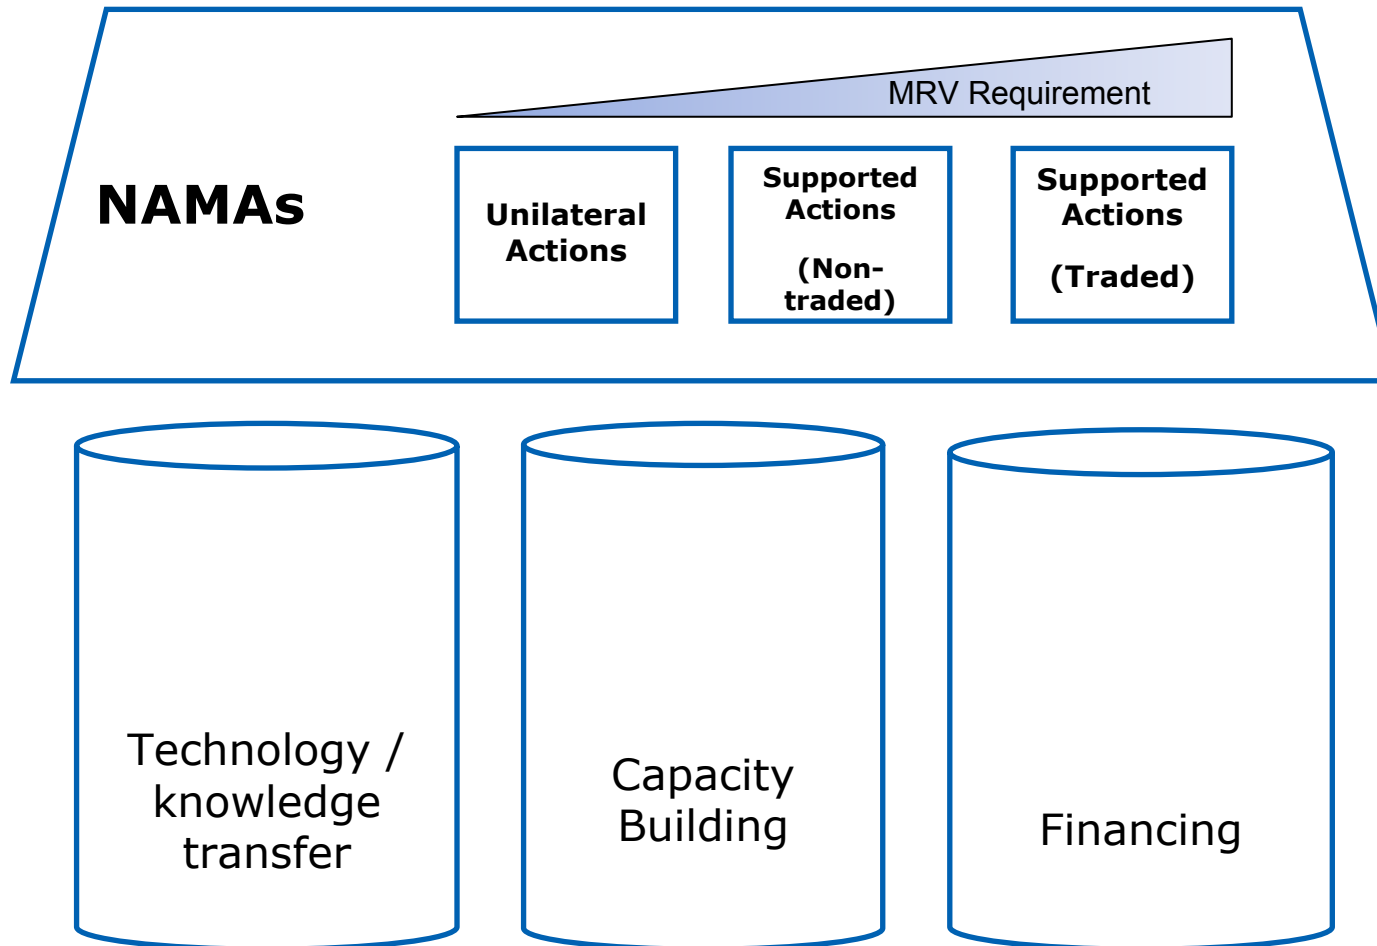 MRV Requirement
NAMAs
Unilateral
Actions
Supported
Actions
(Non-
traded)
Supported
Actions
(Traded)
Technology /
knowledge
transfer
Capacity
Building
Financing